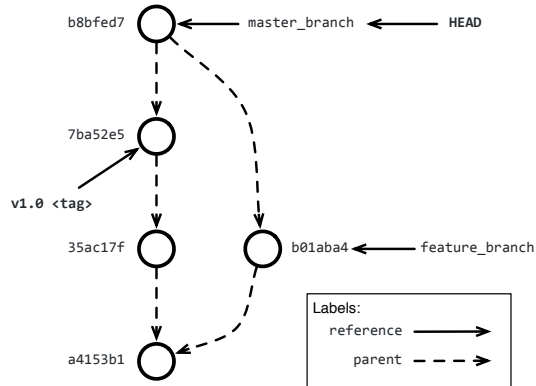 b8bfed7 master_branch HEAD
7ba52e5
v1.0 <tag>
35ac17f b01aba4 feature_branch
Labels:
reference
parent
a4153b1